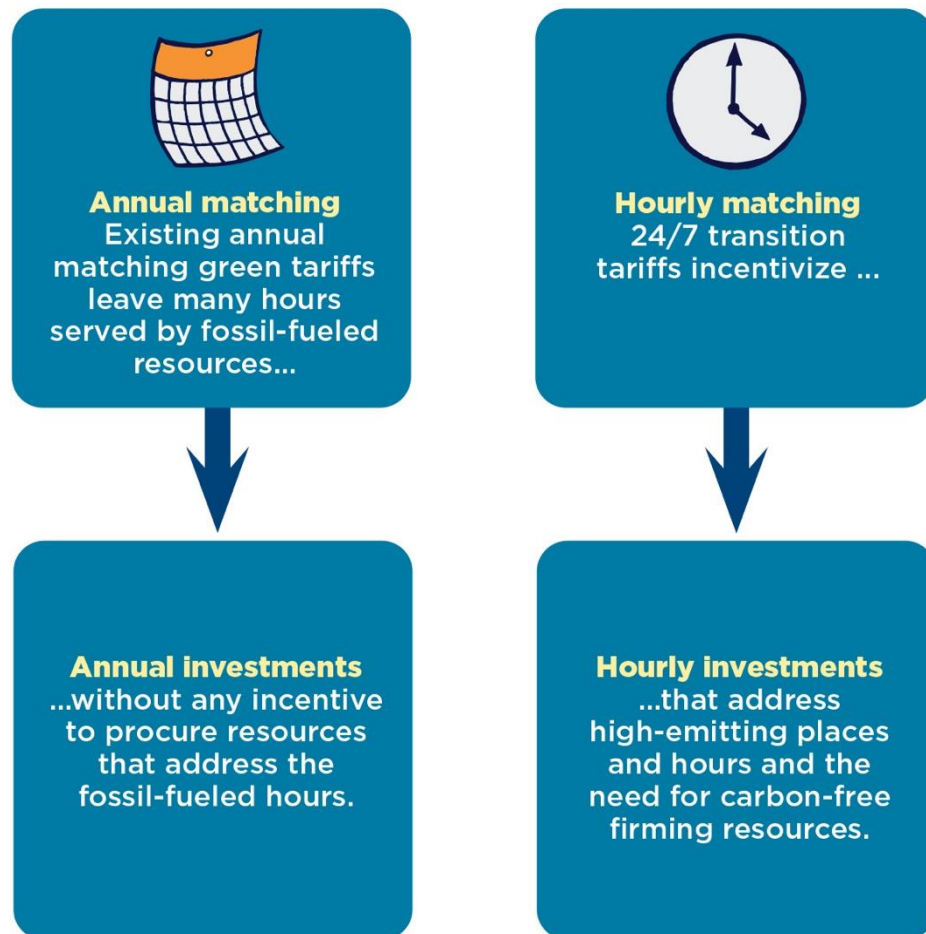 Annual matching
Existing annual
matching green tariffs
leave many hours
served by fossil-fueled
resources...
Hourly matching
24/7 transition
tariffs incentivize ...
Annual investments
...without any incentive
to procure resources
that address the
fossil-fueled hours.
Hourly investments
...that address
high-emitting places
and hours and the
need for carbon-free
firming resources.